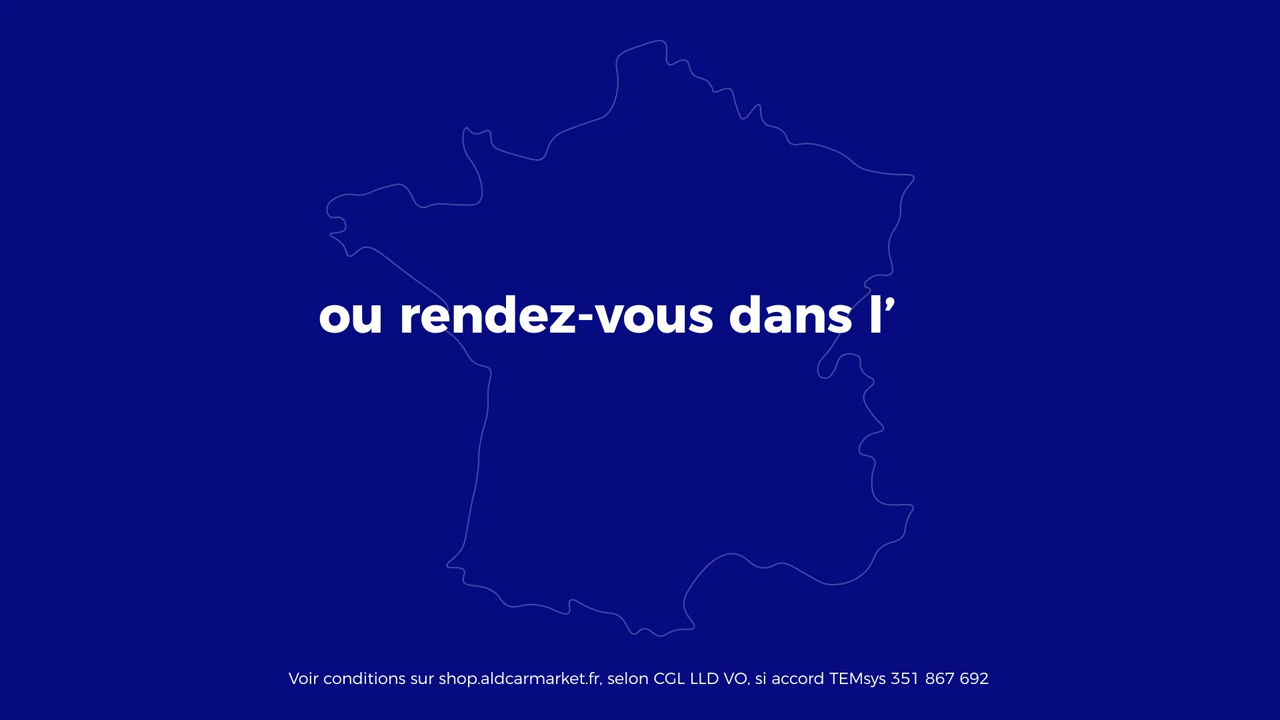 ou rendez-vous dans l’
Voir conditions sur shop.aldcarmarket.fr, selon CGL LLD VO, si accord TEMsys 351 867 692